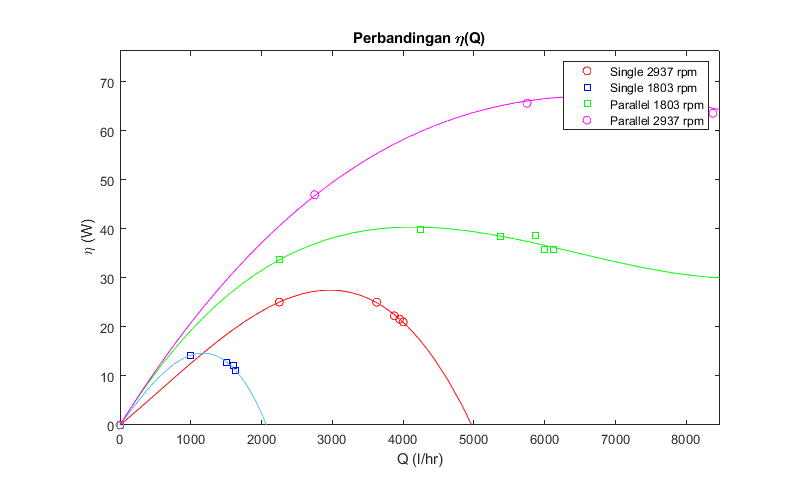 Perbandingan η(Q)
Single 2937 rpm
Single 1803 rpm
Parallel 1803 rpm
Parallel 2937 rpm
η (W)
70
60
50
40
30
20
10
0
0 1000 2000 3000 4000 5000 6000 7000 8000
Q (l/hr)